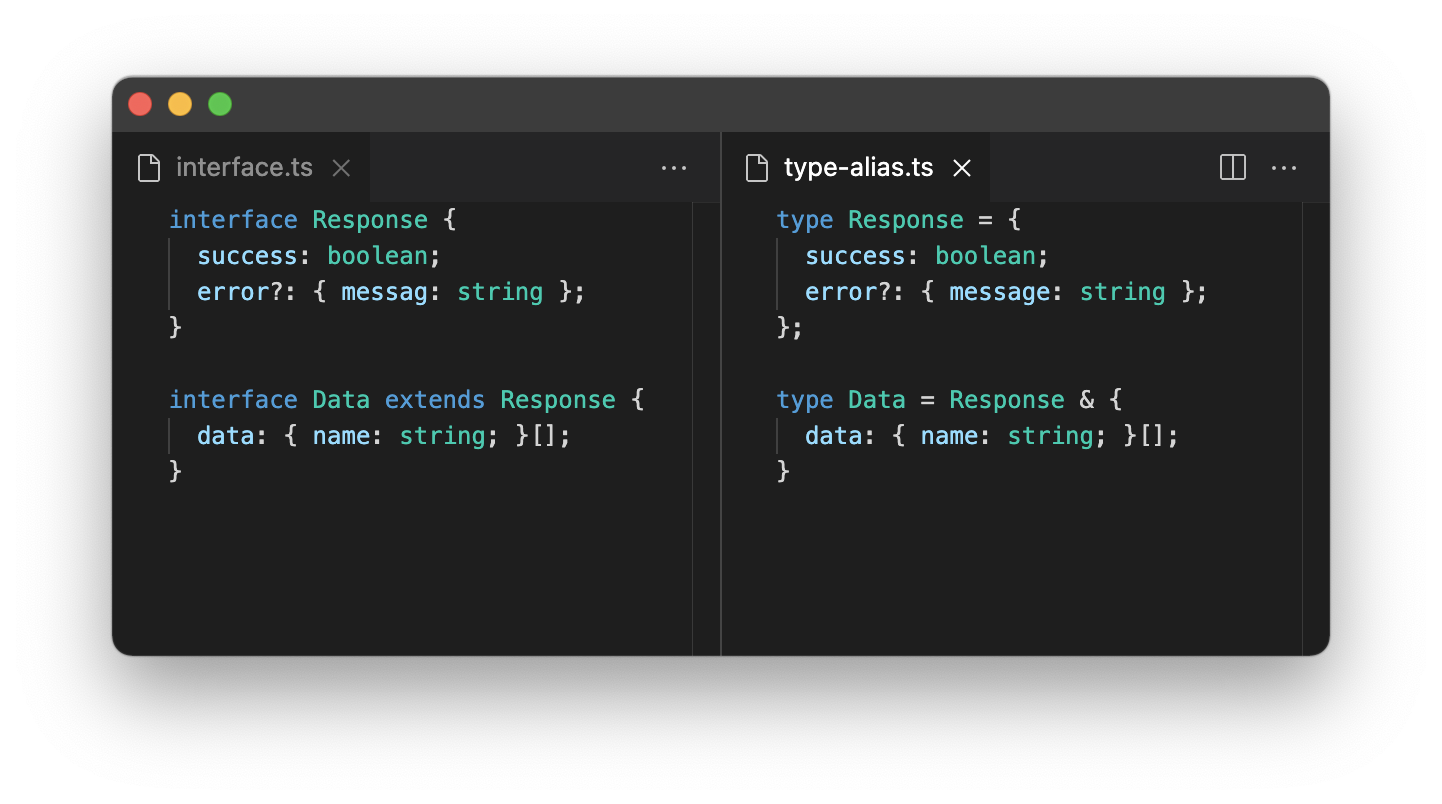 interface.ts
interface Response {
  success: boolean;
  error?: { messag: string };
}

interface Data extends Response {
  data: { name: string; }[];
}
type-alias.ts
type Response = {
  success: boolean;
  error?: { message: string };
};

type Data = Response & {
  data: { name: string; }[];
}